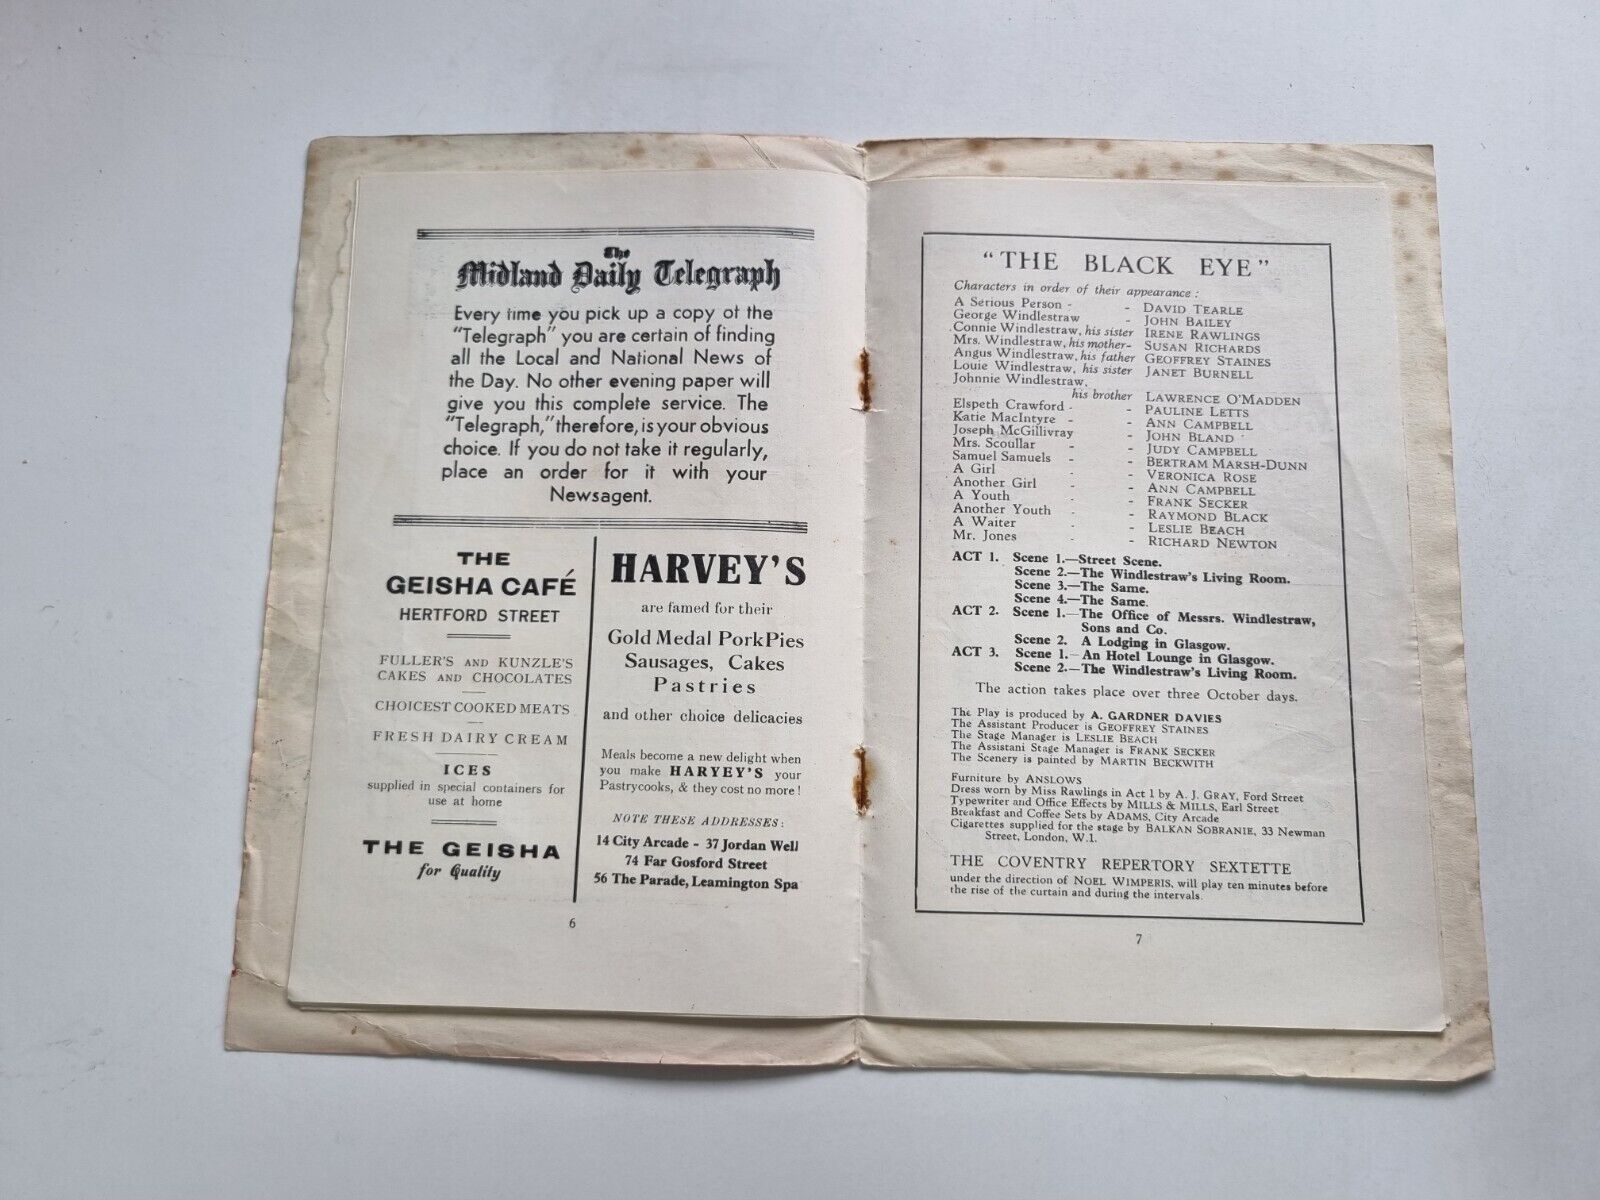 The
Midland Daily Telegraph
Every time you pick up a copy of the
"Telegraph" you are certain of finding
all the Local and National News of
the Day. No other evening paper will
give you this complete service. The
"Telegraph," therefore, is your obvious
choice. If you do not take it regularly,
place an order for it with your
Newsagent.
THE
GEISHA CAFÉ
HERTFORD STREET
FULLER'S AND KUNZLE'S
CAKES AND CHOCOLATES
CHOICEST COOKED MEATS
FRESH DAIRY CREAM
ICES
supplied in special containers for
use at home
THE GEISHA
for Quality
HARVEY'S
are famed for their
Gold Medal Pork Pies
Sausages, Cakes
Pastries
and other choice delicacies
Meals become a new delight when
you make HARVEY'S your
Pastrycooks, & they cost no more!
NOTE THESE ADDRESSES:
14 City Arcade - 37 Jordan Well
74 Far Gosford Street
56 The Parade, Leamington Spa
6
"THE BLACK EYE"
Characters in order of their appearance:
A Serious Person - - DAVID TEARLE
George Windlestraw - JOHN BAILEY
Connie Windlestraw, his sister IRENE RAWLINGS
Mrs. Windlestraw, his mother- SUSAN RICHARDS
Angus Windlestraw, his father GEOFFREY STAINES
Louie Windlestraw, his sister JANET BURNELL
Johnnie Windlestraw,
his brother LAWRENCE O'MADDEN
Elspeth Crawford - - PAULINE LETTS
Katie MacIntyre - - ANN CAMPBELL
Joseph McGillivray - JOHN BLAND
Mrs. Scoullar - - JUDY CAMPBELL
Samuel Samuels - - BERTRAM MARSH-DUNN
A Girl - - VERONICA ROSE
Another Girl - - ANN CAMPBELL
A Youth - - FRANK SECKER
Another Youth - - RAYMOND BLACK
A Waiter - - LESLIE BEACH
Mr. Jones - - RICHARD NEWTON
ACT 1. Scene 1.—Street Scene.
Scene 2.—The Windlestraw's Living Room.
Scene 3.—The Same.
Scene 4.—The Same.
ACT 2. Scene 1.—The Office of Messrs. Windlestraw,
Sons and Co.
Scene 2. A Lodging in Glasgow.
ACT 3. Scene 1.—An Hotel Lounge in Glasgow.
Scene 2.—The Windlestraw's Living Room.
The action takes place over three October days.
The Play is produced by A. GARDNER DAVIES
The Assistant Producer is GEOFFREY STAINES
The Stage Manager is LESLIE BEACH
The Assistant Stage Manager is FRANK SECKER
The Scenery is painted by MARTIN BECKWITH
Furniture by ANSLOWS
Dress worn by Miss Rawlings in Act 1 by A. J. GRAY, Ford Street
Typewriter and Office Effects by MILLS & MILLS, Earl Street
Breakfast and Coffee Sets by ADAMS, City Arcade
Cigarettes supplied for the stage by BALKAN SOBRANIE, 33 Newman
Street, London, W.1.
THE COVENTRY REPERTORY SEXTETTE
under the direction of NOEL WIMPERIS, will play ten minutes before
the rise of the curtain and during the intervals.
7